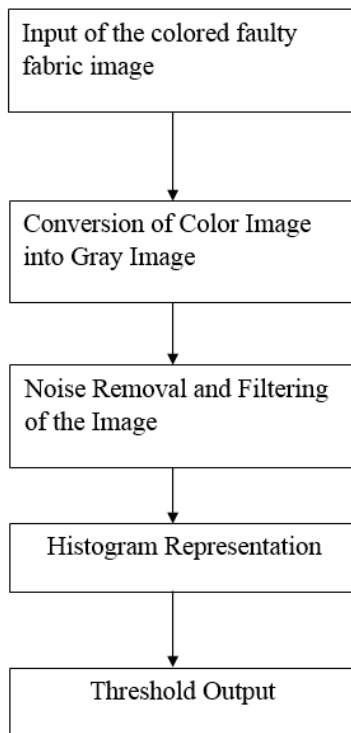 Input of the colored faulty
fabric image
Conversion of Color Image
into Gray Image
Noise Removal and Filtering
of the Image
Histogram Representation
Threshold Output